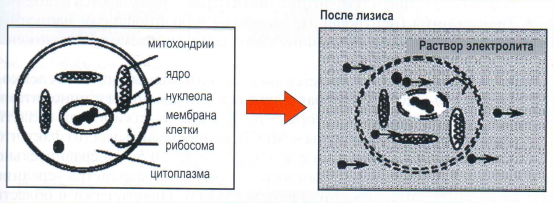 После лизиса
Раствор электролита
митохондрии
ядро
нуклеола
мембрана
клетки
рибосома
цитоплазма